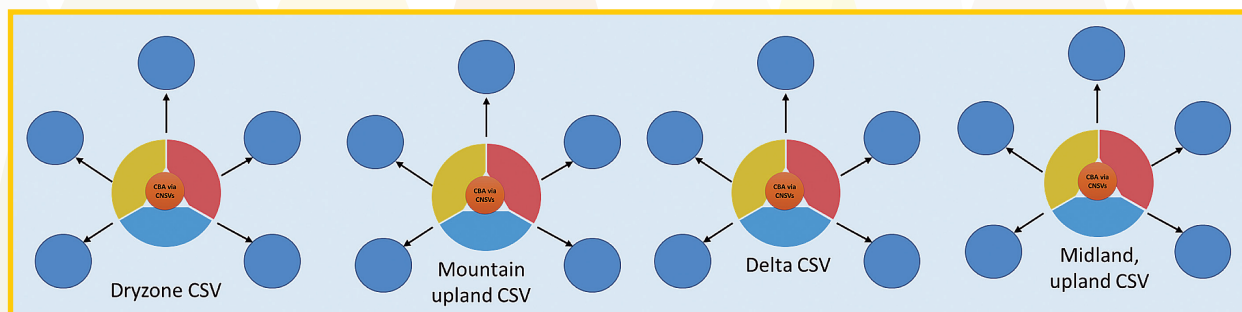 CBA via
CNSVs
Dryzone CSV
CBA via
CNSVs
Mountain
upland CSV
CBA via
CNSVs
Delta CSV
CBA via
CNSVs
Midland,
upland CSV